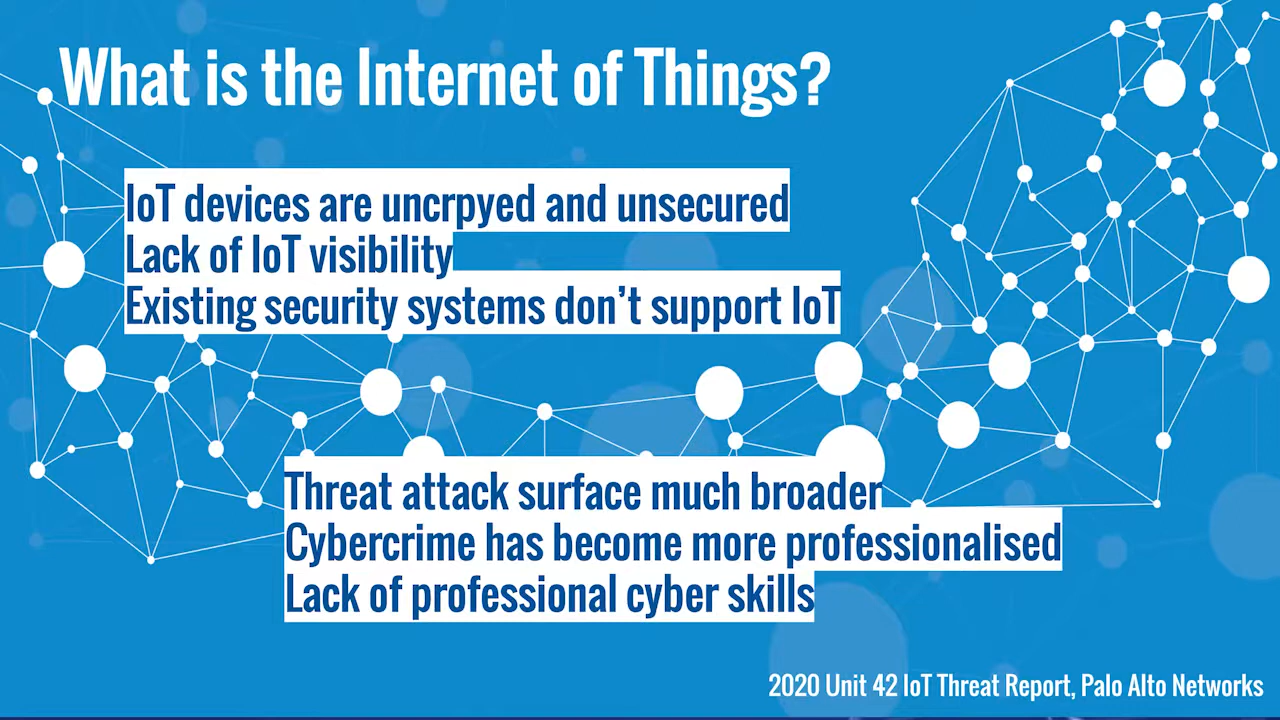 What is the Internet of Things?
IoT devices are uncrpyed and unsecured
Lack of IoT visibility
Existing security systems don’t support IoT
Threat attack surface much broader
Cybercrime has become more professionalised
Lack of professional cyber skills
2020 Unit 42 IoT Threat Report, Palo Alto Networks